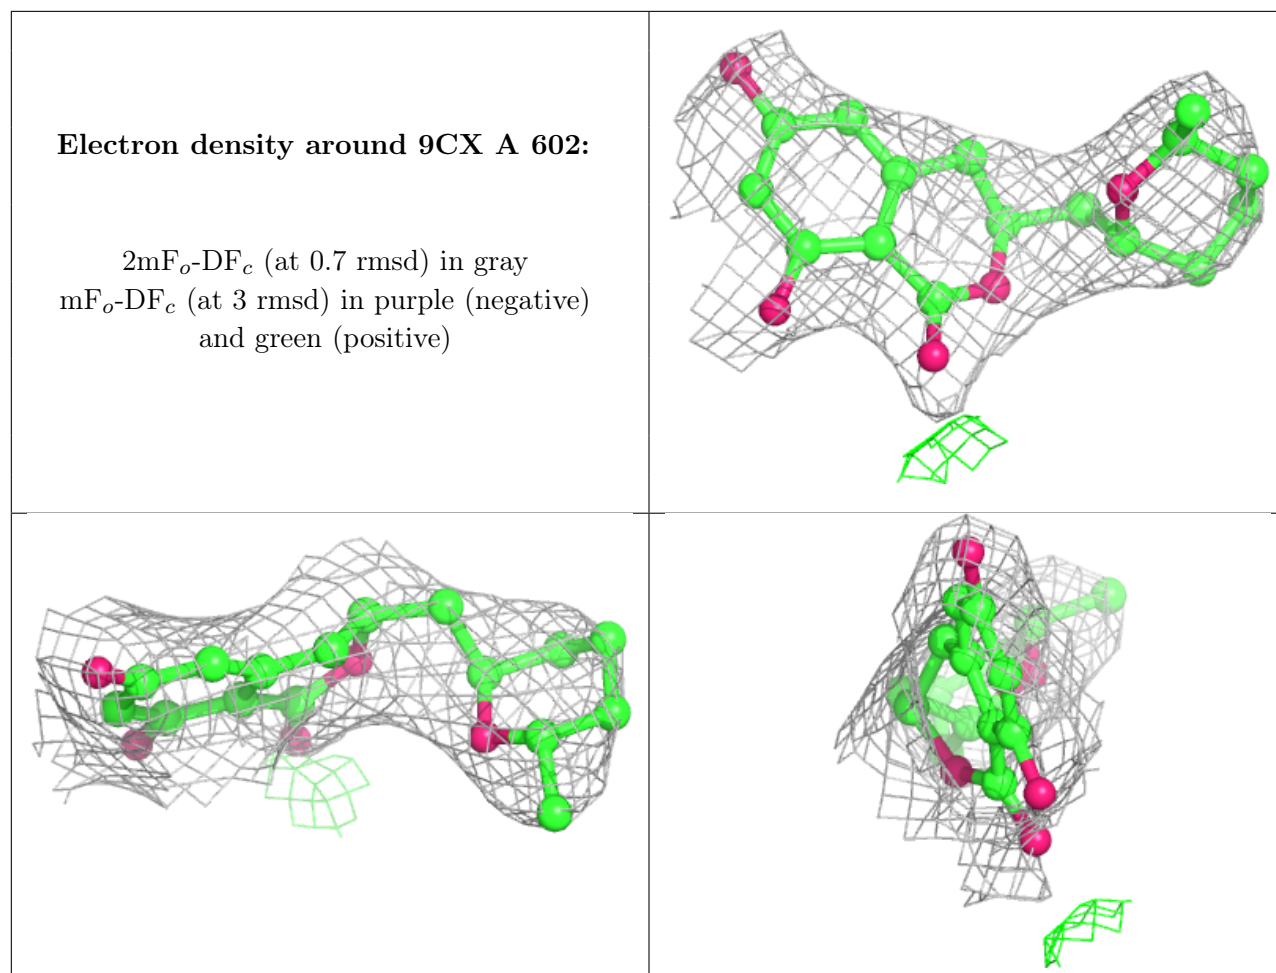 Electron density around 9CX A 602:
2mFo-DFc (at 0.7 rmsd) in gray
mFo-DFc (at 3 rmsd) in purple (negative)
and green (positive)